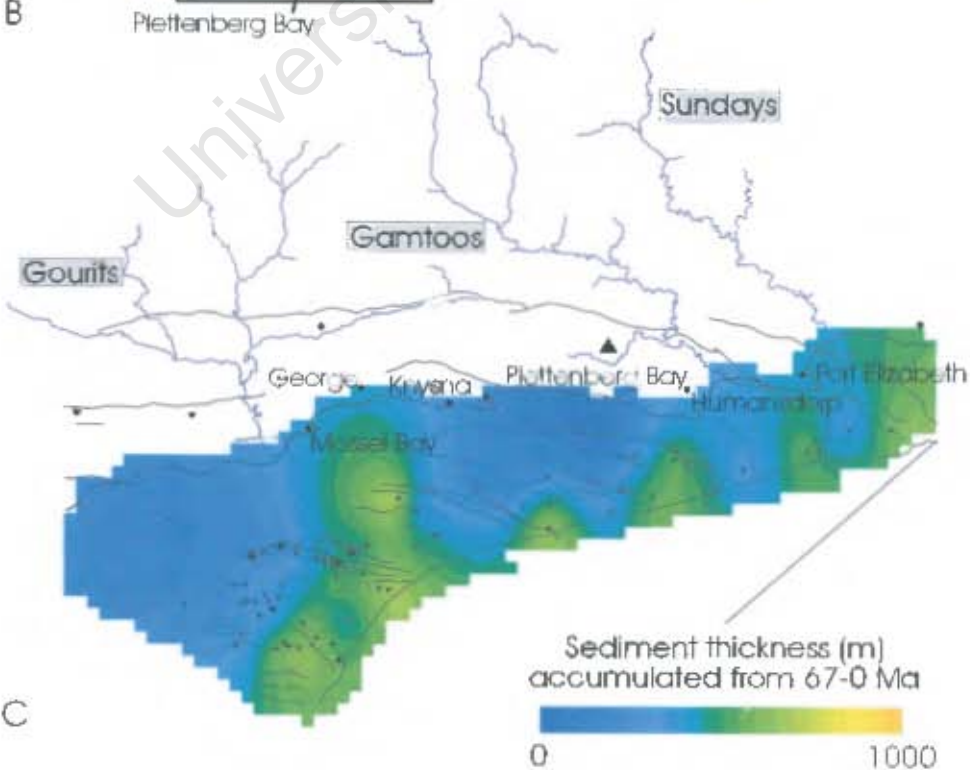 B
Plettenberg Bay
Universi
Sundays
Gamtoos
Gourits
George
Knysna
Plettenberg Bay
Port Elizabeth
Humansdorp
Mossel Bay
Sediment thickness (m)
accumulated from 67-0 Ma
C
0
1000